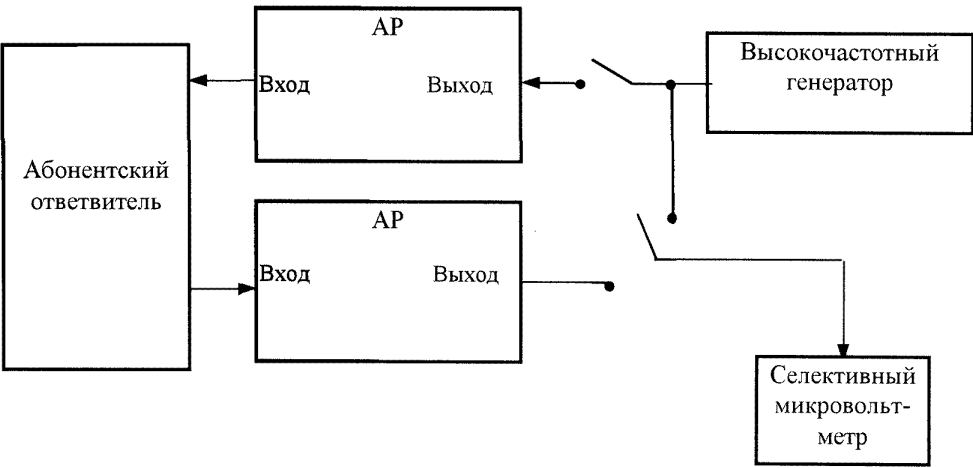 АР
Вход
Выход
Высокочастотный
генератор
Абонентский
ответвитель
АР
Вход
Выход
Селективный
микровольт-
метр